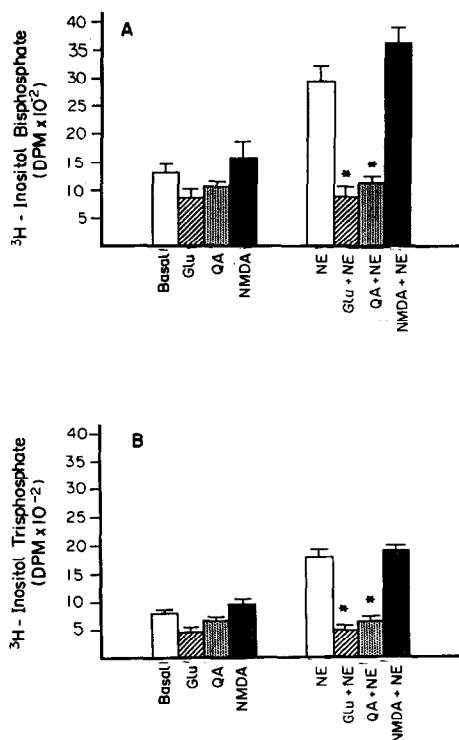 A
³H - Inositol Bisphosphate
(DPM x 10⁻²)
40
35
30
25
20
15
10
5
* *
Basal
Glu
QA
NMDA
NE
Glu + NE
QA + NE
NMDA + NE
B
³H - Inositol Trisphosphate
(DPM x 10⁻²)
40
35
30
25
20
15
10
5
* *
Basal
Glu
QA
NMDA
NE
Glu + NE
QA + NE
NMDA + NE